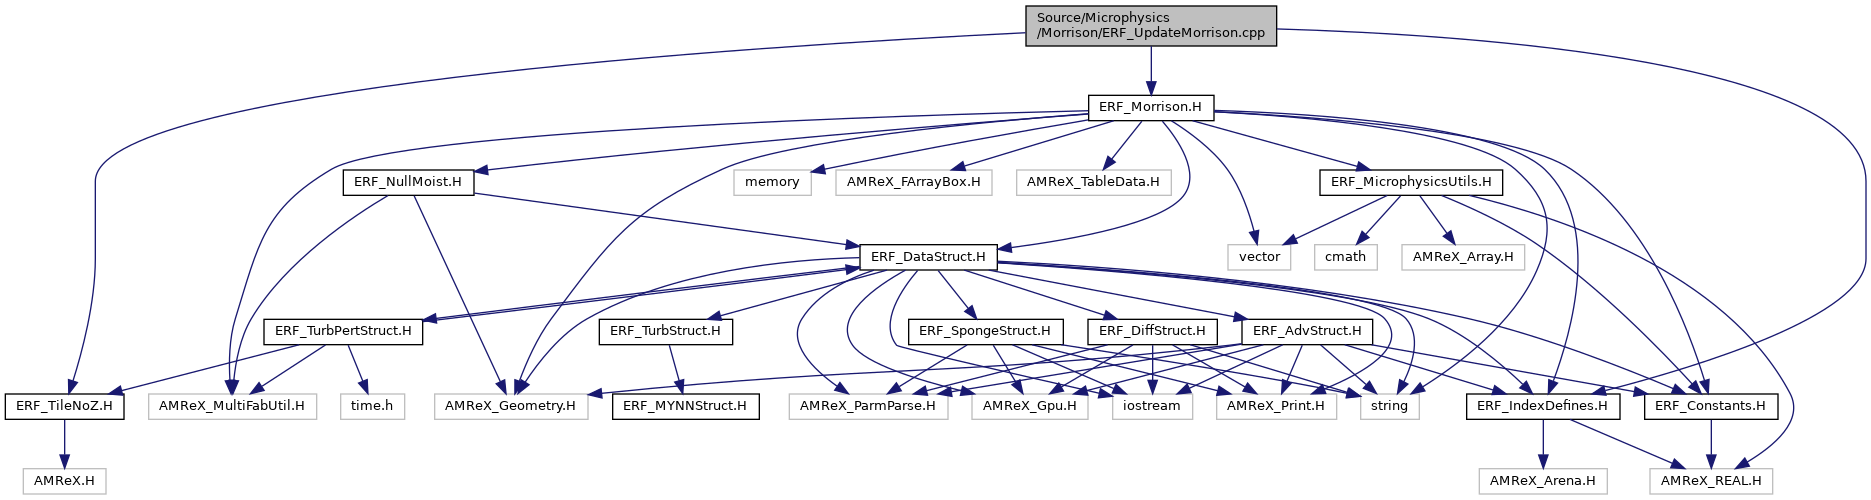 Source/Microphysics
/Morrison/ERF_UpdateMorrison.cpp
ERF_Morrison.H
ERF_NullMoist.H
memory
AMReX_FArrayBox.H
AMReX_TableData.H
ERF_MicrophysicsUtils.H
ERF_DataStruct.H
vector
cmath
AMReX_Array.H
ERF_TurbPertStruct.H
ERF_TurbStruct.H
ERF_SpongeStruct.H
ERF_DiffStruct.H
ERF_AdvStruct.H
ERF_TileNoZ.H
AMReX_MultiFabUtil.H
time.h
AMReX_Geometry.H
ERF_MYNNStruct.H
AMReX_ParmParse.H
AMReX_Gpu.H
iostream
AMReX_Print.H
string
ERF_IndexDefines.H
ERF_Constants.H
AMReX.H
AMReX_Arena.H
AMReX_REAL.H